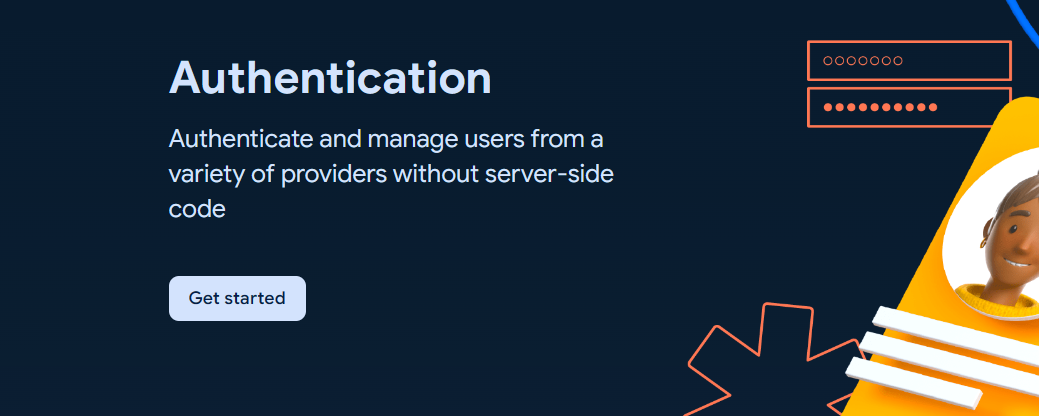 Authentication
Authenticate and manage users from a
variety of providers without server-side
code
Get started